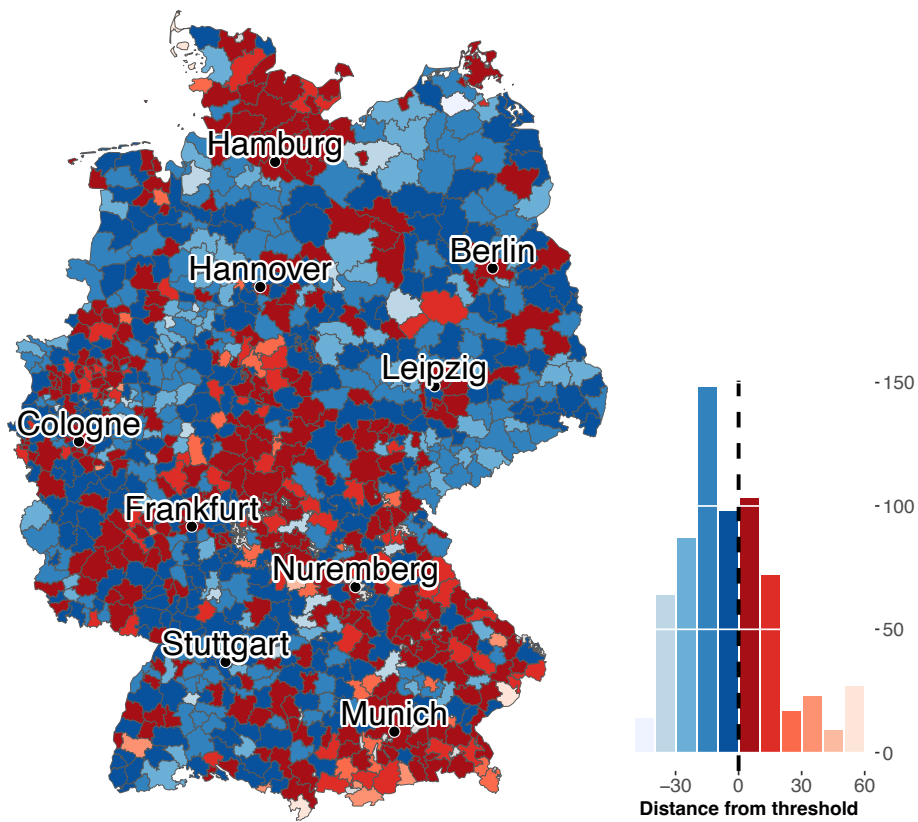 Hamburg
Berlin
Hannover
Leipzig
Cologne
Frankfurt
Nuremberg
Stuttgart
Munich
150
100
50
0
−30 0 30 60
Distance from threshold